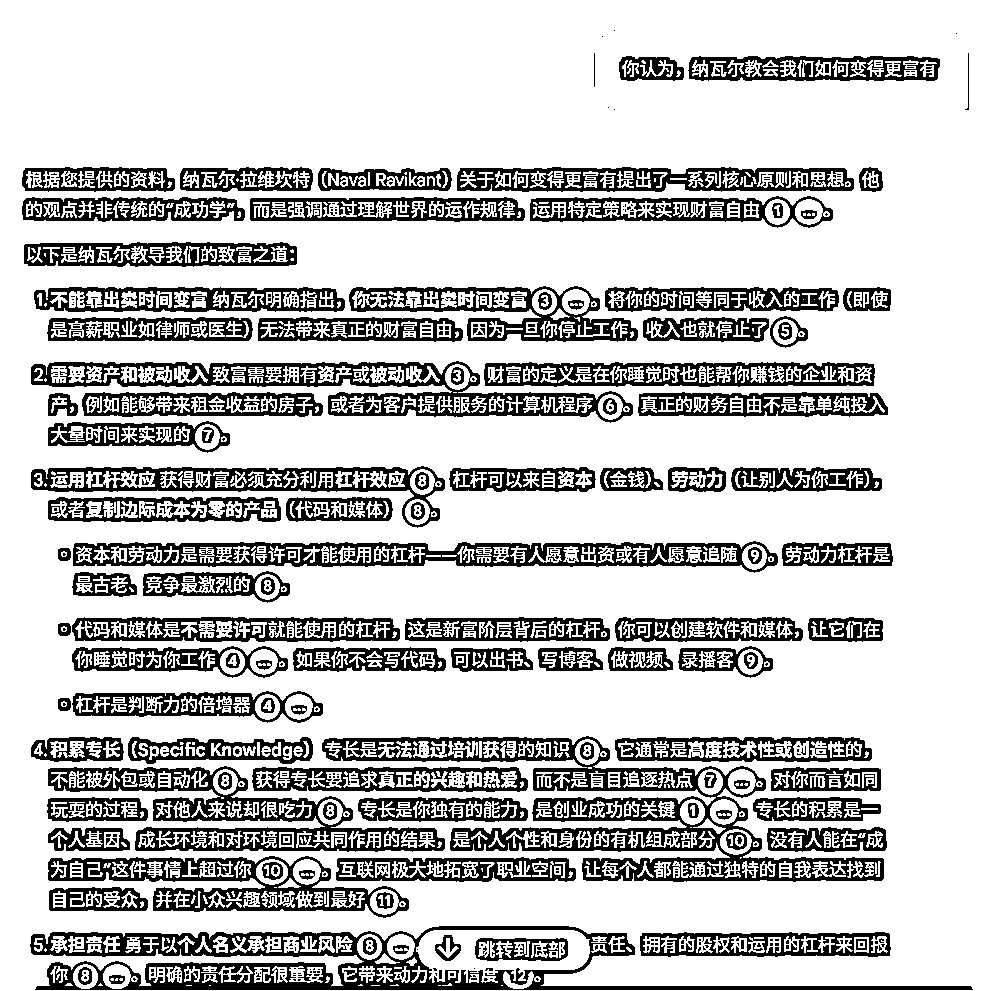 你认为，纳瓦尔教会我们如何变得更富有
根据您提供的资料，纳瓦尔·拉维坎特（Naval Ravikant）关于如何变得更富有提出了一系列核心原则和思想。他
的观点并非传统的“成功学”，而是强调通过理解世界的运作规律，运用特定策略来实现财富自由 1 ...。
以下是纳瓦尔教导我们的致富之道：
1. 不能靠出卖时间变富 纳瓦尔明确指出，你无法靠出卖时间变富 3 ...。将你的时间等同于收入的工作（即使
是高薪职业如律师或医生）无法带来真正的财富自由，因为一旦你停止工作，收入也就停止了 5。
2. 需要资产和被动收入 致富需要拥有资产或被动收入 3。财富的定义是在你睡觉时也能帮你赚钱的企业和资
产，例如能够带来租金收益的房子，或者为客户提供服务的计算机程序 6。真正的财务自由不是靠单纯投入
大量时间来实现的 7。
3. 运用杠杆效应 获得财富必须充分利用杠杆效应 8。杠杆可以来自资本（金钱）、劳动力（让别人为你工作），
或者复制边际成本为零的产品（代码和媒体） 8。
◦ 资本和劳动力是需要获得许可才能使用的杠杆——你需要有人愿意出资或有人愿意追随 9。劳动力杠杆是
最古老、竞争最激烈的 8。
◦ 代码和媒体是不需要许可就能使用的杠杆，这是新富阶层背后的杠杆。你可以创建软件和媒体，让它们在
你睡觉时为你工作 4 ...。如果你不会写代码，可以出书、写博客、做视频、录播客 9。
◦ 杠杆是判断力的倍增器 4 ...。
4. 积累专长（Specific Knowledge） 专长是无法通过培训获得的知识 8。它通常是高度技术性或创造性的，
不能被外包或自动化 8。获得专长要追求真正的兴趣和热爱，而不是盲目追逐热点 7 ...。对你而言如同
玩耍的过程，对他人来说却很吃力 8。专长是你独有的能力，是创业成功的关键 1 ...。专长的积累是一
个人基因、成长环境和对环境回应共同作用的结果，是个人个性和身份的有机组成部分 10。没有人能在“成
为自己”这件事情上超过你 10 ...。互联网极大地拓宽了职业空间，让每个人都能通过独特的自我表达找到
自己的受众，并在小众兴趣领域做到最好 11。
5. 承担责任 勇于以个人名义承担商业风险 8 ... 责任、拥有的股权和运用的杠杆来回报
跳转到底部
你 8 ...。明确的责任分配很重要，它带来动力和可信度 12。